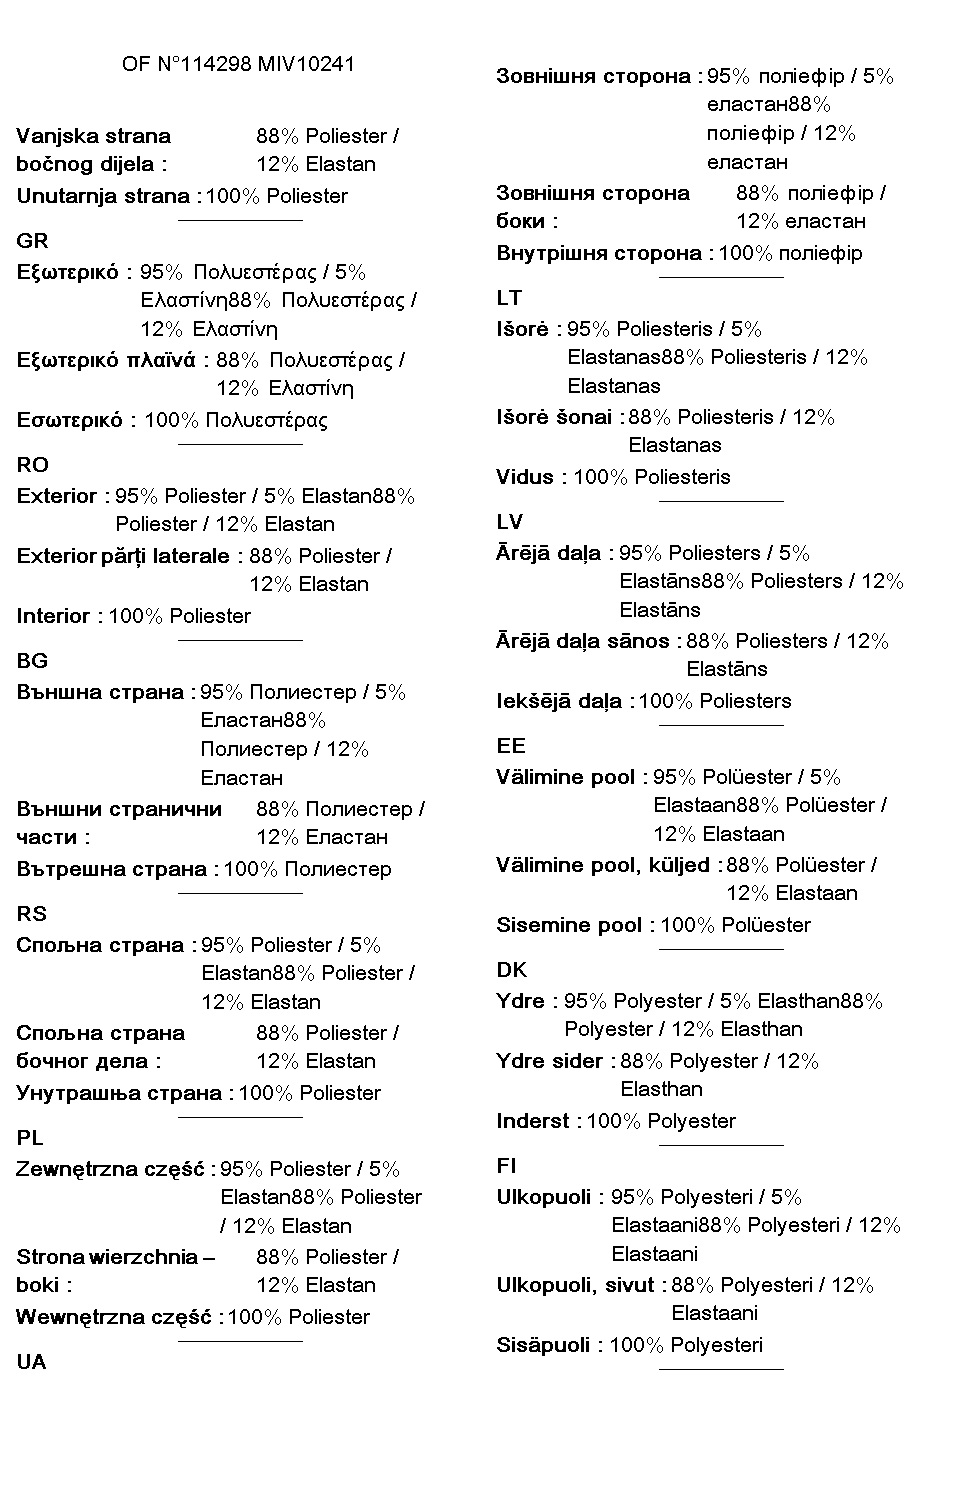 OF N°114298 MIV10241
Vanjska strana 88% Poliester /
bočnog dijela : 12% Elastan
Unutarnja strana : 100% Poliester
GR
Εξωτερικό : 95% Πολυεστέρας / 5%
Ελαστίνη88% Πολυεστέρας /
12% Ελαστίνη
Εξωτερικό πλαϊνά : 88% Πολυεστέρας /
12% Ελαστίνη
Εσωτερικό : 100% Πολυεστέρας
RO
Exterior : 95% Poliester / 5% Elastan88%
Poliester / 12% Elastan
Exterior părți laterale : 88% Poliester /
12% Elastan
Interior : 100% Poliester
BG
Външна страна : 95% Полиестер / 5%
Еластан88%
Полиестер / 12%
Еластан
Външни странични 88% Полиестер /
части : 12% Еластан
Вътрешна страна : 100% Полиестер
RS
Спољна страна : 95% Poliester / 5%
Elastan88% Poliester /
12% Elastan
Спољна страна 88% Poliester /
бочног дела : 12% Elastan
Унутрашња страна : 100% Poliester
PL
Zewnętrzna część : 95% Poliester / 5%
Elastan88% Poliester
/ 12% Elastan
Strona wierzchnia – 88% Poliester /
boki : 12% Elastan
Wewnętrzna część : 100% Poliester
UA
Зовнішня сторона : 95% поліефір / 5%
еластан88%
поліефір / 12%
еластан
Зовнішня сторона 88% поліефір /
боки : 12% еластан
Внутрішня сторона : 100% поліефір
LT
Išorė : 95% Poliesteris / 5%
Elastanas88% Poliesteris / 12%
Elastanas
Išorė šonai : 88% Poliesteris / 12%
Elastanas
Vidus : 100% Poliesteris
LV
Ārējā daļa : 95% Poliesters / 5%
Elastāns88% Poliesters / 12%
Elastāns
Ārējā daļa sānos : 88% Poliesters / 12%
Elastāns
Iekšējā daļa : 100% Poliesters
EE
Välimine pool : 95% Polüester / 5%
Elastaan88% Polüester /
12% Elastaan
Välimine pool, küljed : 88% Polüester /
12% Elastaan
Sisemine pool : 100% Polüester
DK
Ydre : 95% Polyester / 5% Elasthan88%
Polyester / 12% Elasthan
Ydre sider : 88% Polyester / 12%
Elasthan
Inderst : 100% Polyester
FI
Ulkopuoli : 95% Polyesteri / 5%
Elastaani88% Polyesteri / 12%
Elastaani
Ulkopuoli, sivut : 88% Polyesteri / 12%
Elastaani
Sisäpuoli : 100% Polyesteri